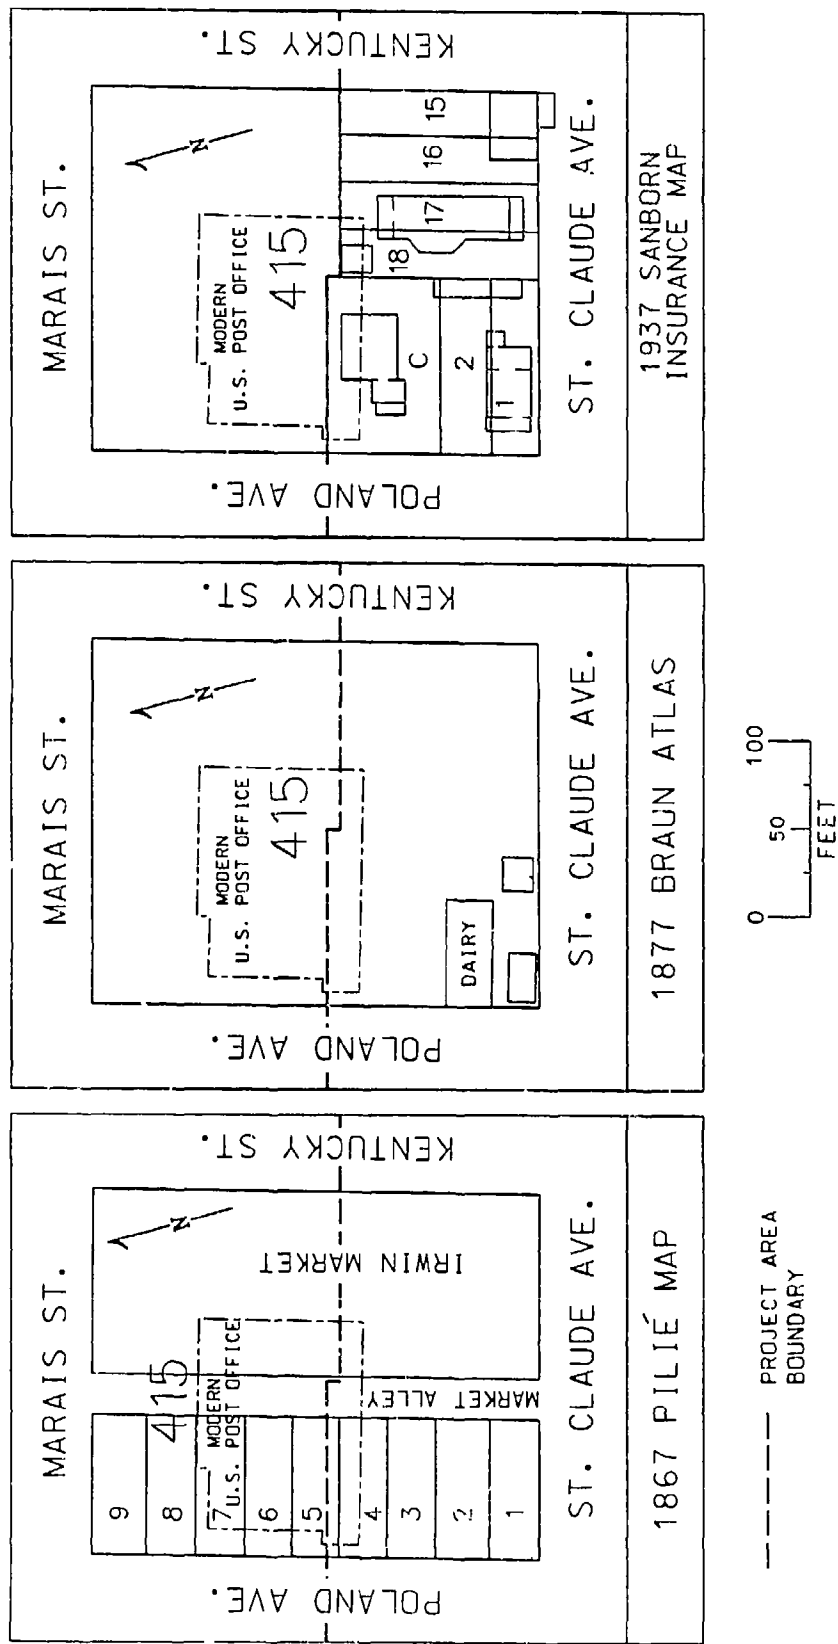 MARAIS ST.
KENTUCKY ST.
N
MODERN
U.S. POST OFFICE
415
15
16
17
18
C
2
1
POLAND AVE.
ST. CLAUDE AVE.
1937 SANBORN
INSURANCE MAP
MARAIS ST.
KENTUCKY ST.
N
MODERN
U.S. POST OFFICE
415
DAIRY
POLAND AVE.
ST. CLAUDE AVE.
1877 BRAUN ATLAS
0 50 100
FEET
MARAIS ST.
KENTUCKY ST.
N
IRWIN MARKET
415
MODERN
U.S. POST OFFICE
MARKET ALLEY
9
8
7
6
5
4
3
2
1
POLAND AVE.
ST. CLAUDE AVE.
1867 PILIÉ MAP
PROJECT AREA
BOUNDARY